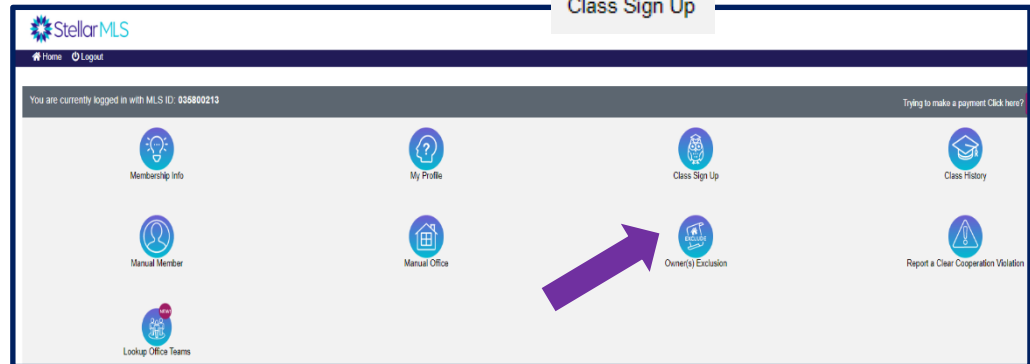 Class Sign Up
StellarMLS
Home Logout
You are currently logged in with MLS ID: 035800213
Trying to make a payment Click here?
Membership Info
My Profile
Class Sign Up
Class History
Manual Member
Manual Office
EXCLUDE
Owner(s) Exclusion
Report a Clear Cooperation Violation
NEW!
Lookup Office Teams